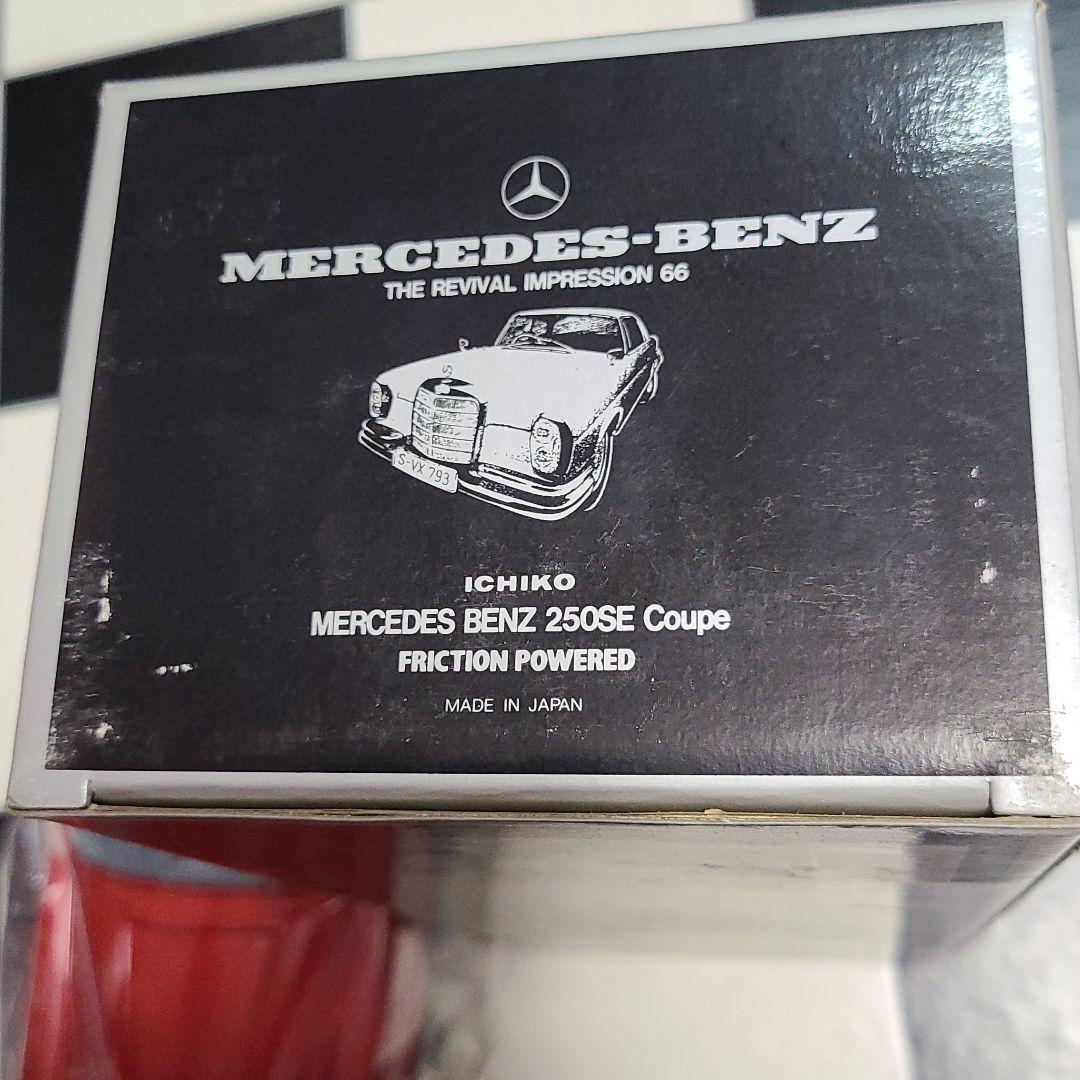 MERCEDES-BENZ
THE REVIVAL IMPRESSION 66
S-VX 793
ICHIKO
MERCEDES BENZ 250SE Coupe
FRICTION POWERED
MADE IN JAPAN